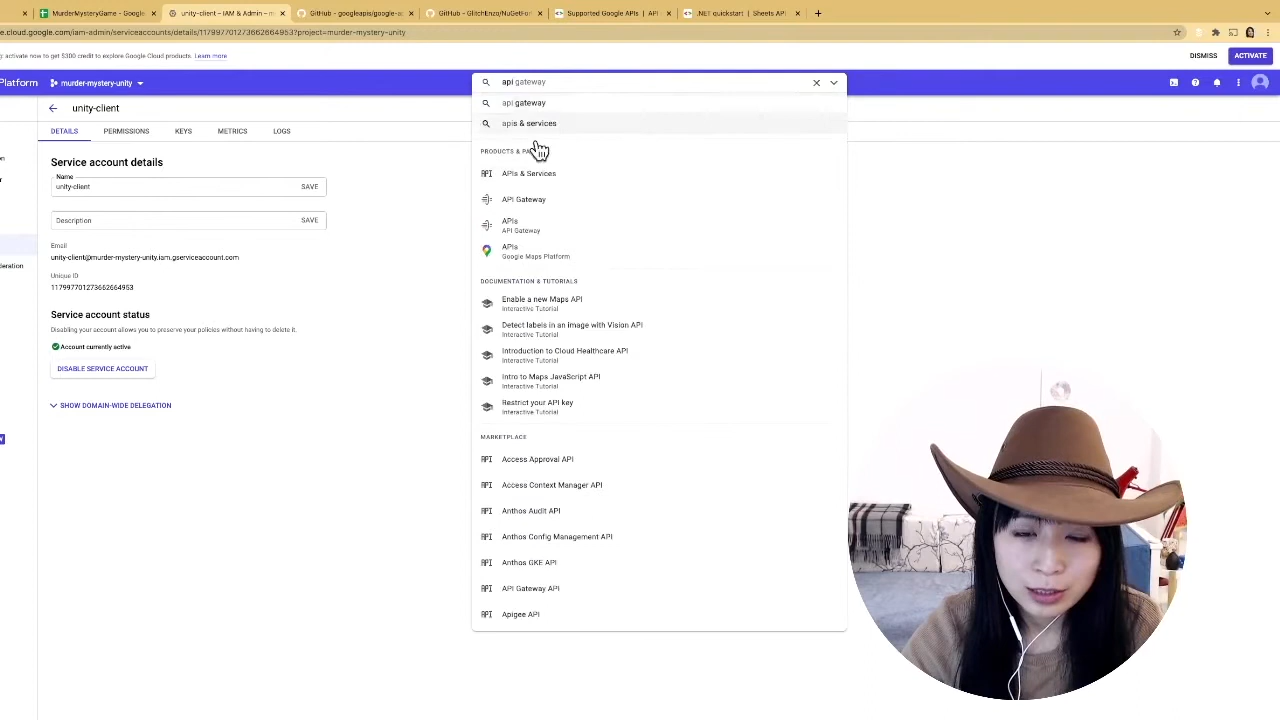 MurderMysteryGame - Google
unity-client – IAM & Admin – m
GitHub - googleapis/google-a
GitHub - GlitchEnzo/NuGetFor
Supported Google APIs | API
.NET quickstart | Sheets API
e.cloud.google.com/iam-admin/serviceaccounts/details/117997701273662664953?project=murder-mystery-unity
g: activate now to get $300 credit to explore Google Cloud products. Learn more
DISMISS
ACTIVATE
Platform
murder-mystery-unity
api gateway
unity-client
api gateway
apis & services
DETAILS
PERMISSIONS
KEYS
METRICS
LOGS
PRODUCTS & PA
Service account details
Name
unity-client
SAVE
Description
SAVE
Email
unity-client@murder-mystery-unity.iam.gserviceaccount.com
Unique ID
117997701273662664953
Service account status
Disabling your account allows you to preserve your policies without having to delete it.
Account currently active
DISABLE SERVICE ACCOUNT
SHOW DOMAIN-WIDE DELEGATION
deration
API APIs & Services
API Gateway
APIs
API Gateway
APIs
Google Maps Platform
DOCUMENTATION & TUTORIALS
Enable a new Maps API
Interactive Tutorial
Detect labels in an image with Vision API
Interactive Tutorial
Introduction to Cloud Healthcare API
Interactive Tutorial
Intro to Maps JavaScript API
Interactive Tutorial
Restrict your API key
Interactive Tutorial
MARKETPLACE
API Access Approval API
API Access Context Manager API
API Anthos Audit API
API Anthos Config Management API
API Anthos GKE API
API API Gateway API
API Apigee API